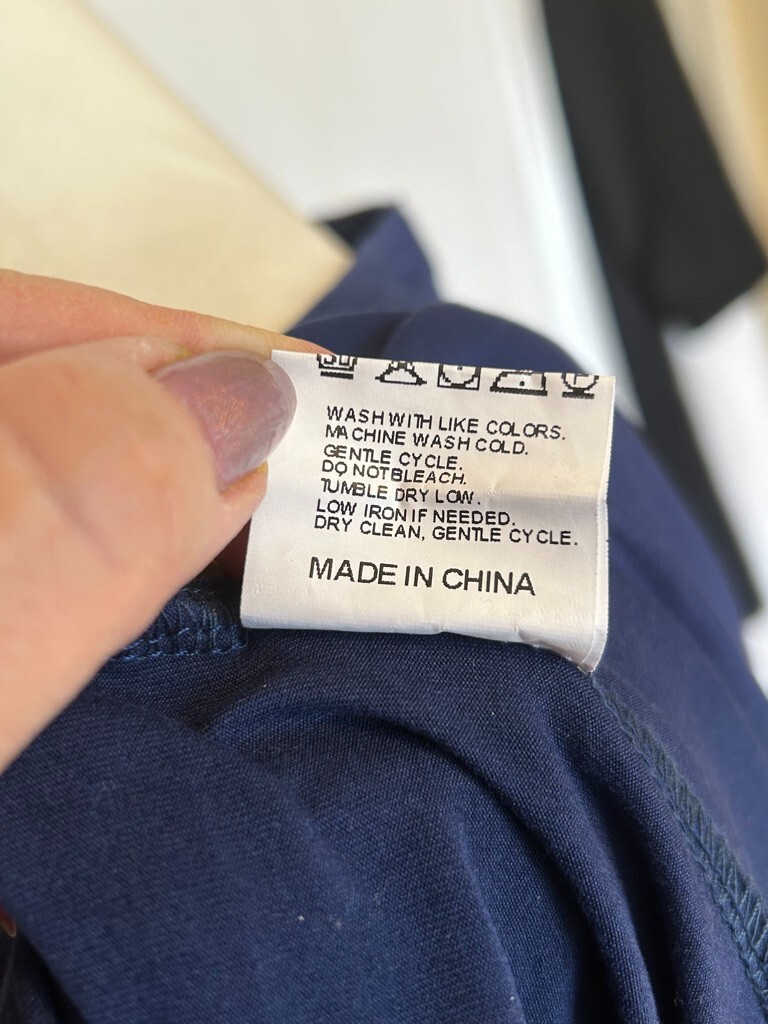 WASH WITH LIKE COLORS.
MACHINE WASH COLD.
GENTLE CYCLE.
DO NOT BLEACH.
TUMBLE DRY LOW.
LOW IRON IF NEEDED.
DRY CLEAN, GENTLE CYCLE.
MADE IN CHINA